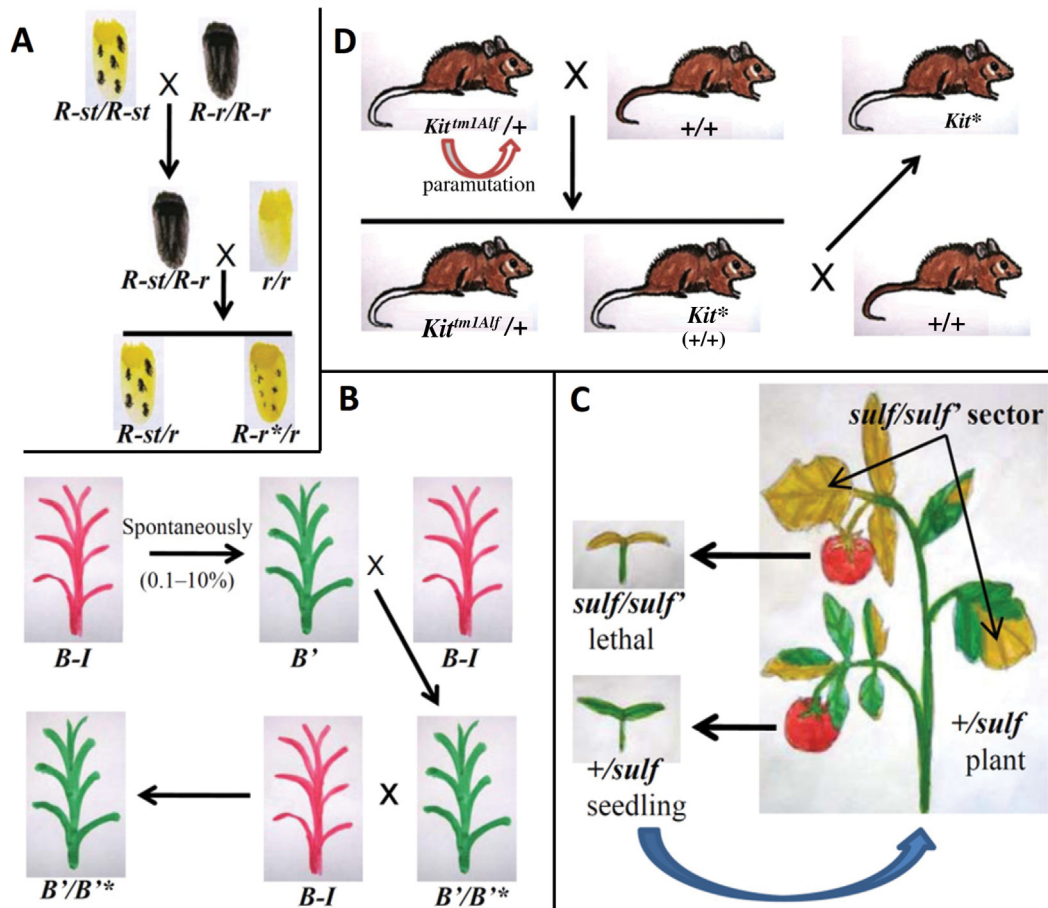 A
R-st/R-st
X
R-r/R-r
R-st/R-r
X
r/r
R-st/r
R-r*/r
D
Kit^tm1Alf/+
X
+/+
Kit*
paramutation
Kit^tm1Alf/+
Kit*
(+/+)
X
+/+
B
B-I
Spontaneously
(0.1–10%)
B’
X
B-I
B’/B’*
B-I
X
B’/B’*
C
sulf/sulf’ sector
sulf/sulf’
lethal
+/sulf
seedling
+/sulf
plant